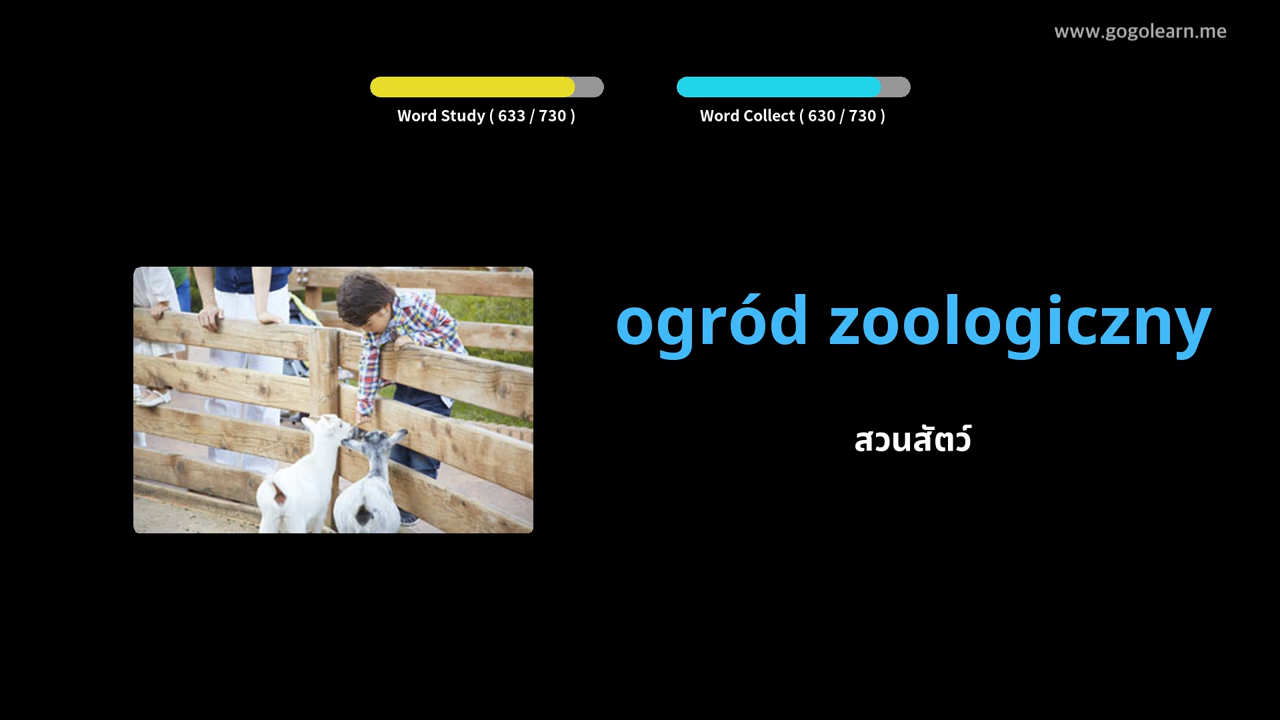 www.gogolearn.me
Word Study ( 633 / 730 )
Word Collect ( 630 / 730 )
ogród zoologiczny
สวนสัตว์